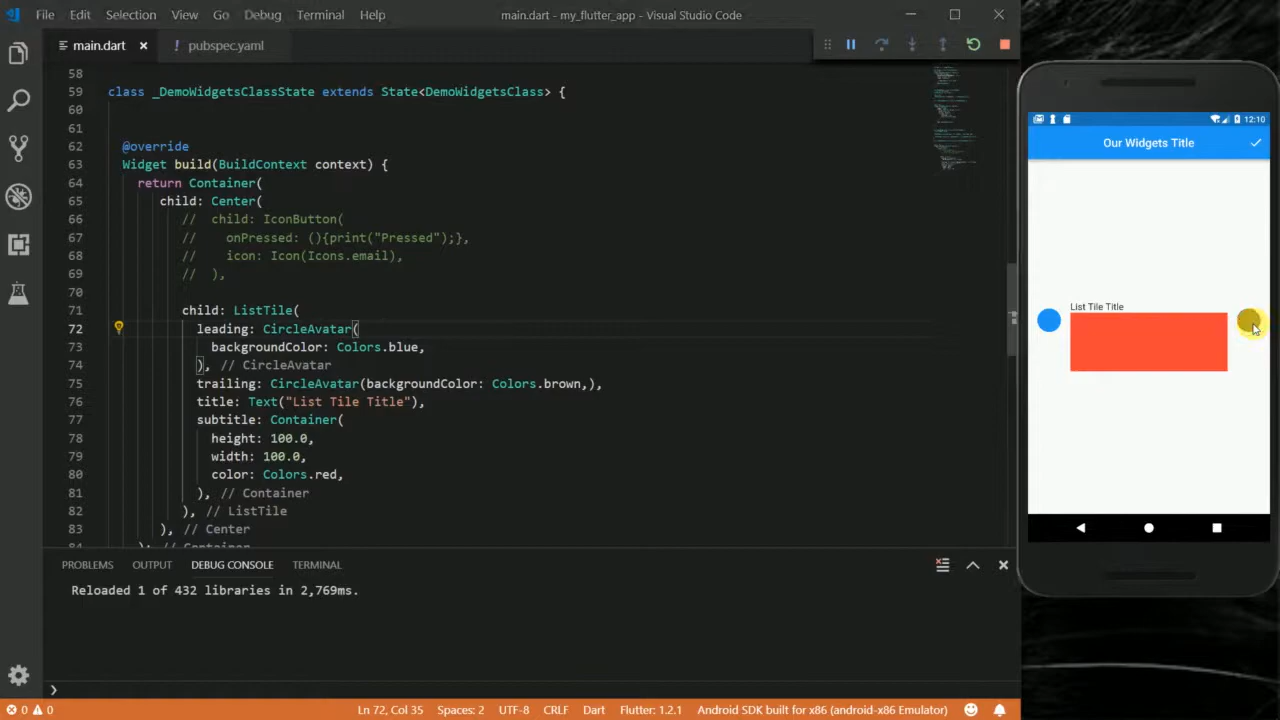 File Edit Selection View Go Debug Terminal Help main.dart - my_flutter_app - Visual Studio Code
main.dart pubspec.yaml
58
59 class _DemoWidgetsClassState extends State<DemoWidgetsClass> {
60
61
62 @override
63 Widget build(BuildContext context) {
64 return Container(
65 child: Center(
66 // child: IconButton(
67 // onPressed: (){print("Pressed");},
68 // icon: Icon(Icons.email),
69 // ),
70
71 child: ListTile(
72 leading: CircleAvatar(
73 backgroundColor: Colors.blue,
74 ), // CircleAvatar
75 trailing: CircleAvatar(backgroundColor: Colors.brown,),
76 title: Text("List Tile Title"),
77 subtitle: Container(
78 height: 100.0,
79 width: 100.0,
80 color: Colors.red,
81 ), // Container
82 ), // ListTile
83 ), // Center
84 ); // Container
PROBLEMS OUTPUT DEBUG CONSOLE TERMINAL
Reloaded 1 of 432 libraries in 2,769ms.
0 0 Ln 72, Col 35 Spaces: 2 UTF-8 CRLF Dart Flutter: 1.2.1 Android SDK built for x86 (android-x86 Emulator)
12:10
Our Widgets Title
List Tile Title